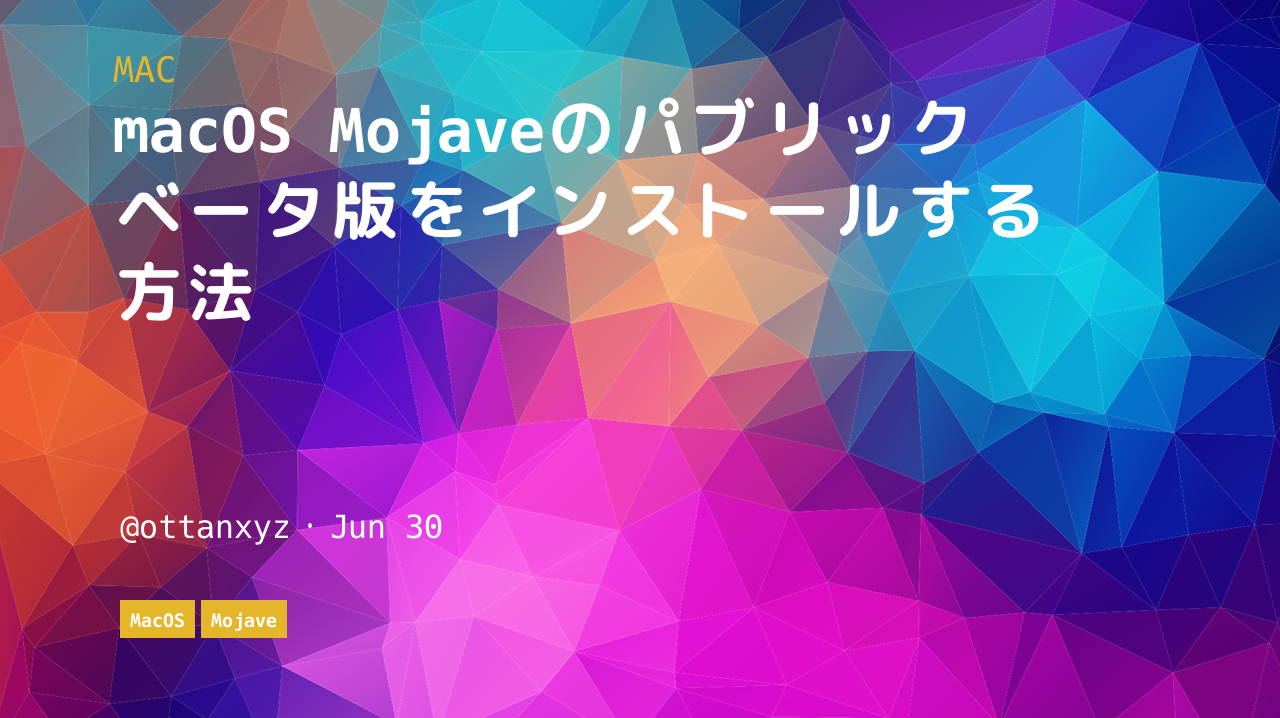 MAC
macOS Mojaveのパブリック
ベータ版をインストールする
方法
@ottanxyz · Jun 30
MacOS Mojave